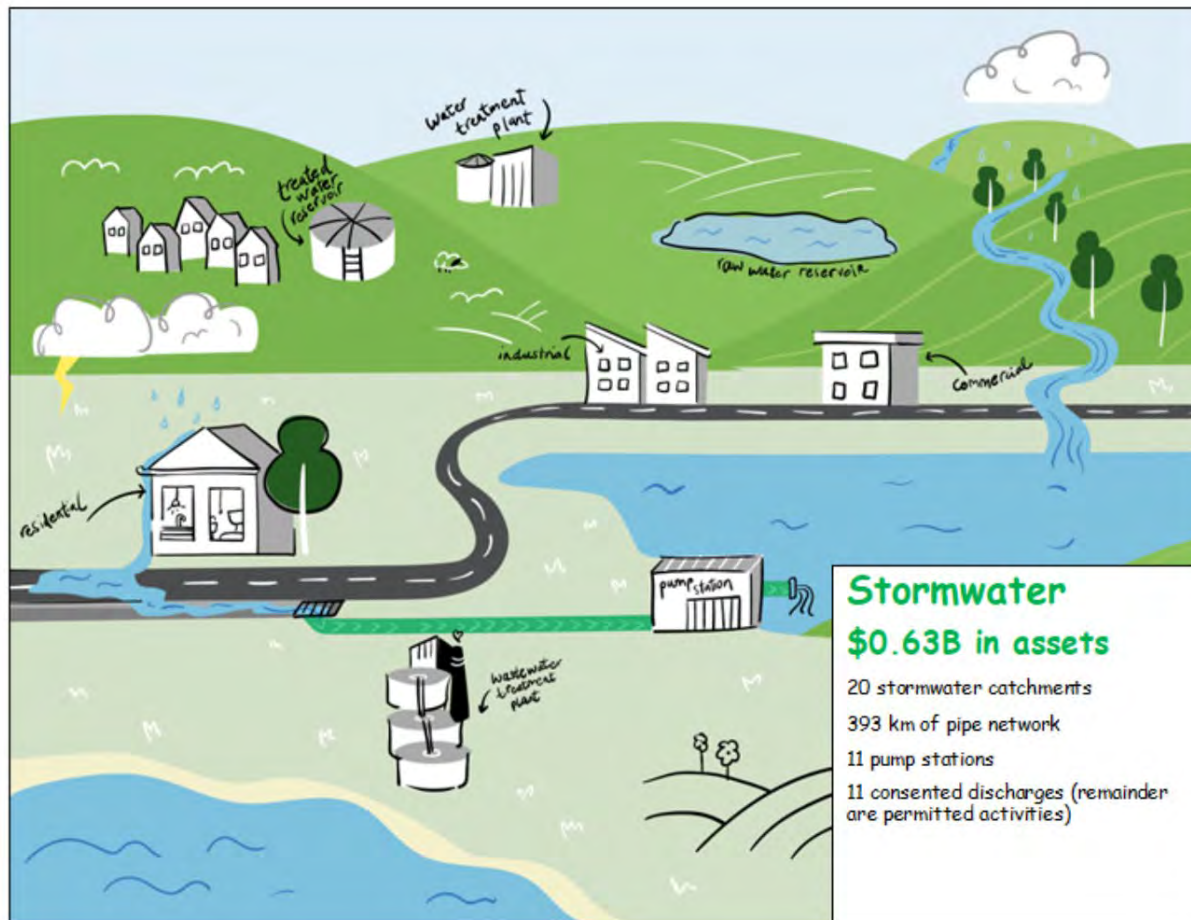 water
treatment
plant
treated
water
reservoir
raw water reservoir
industrial
commercial
residential
pump station
wastewater
treatment
plant
Stormwater
$0.63B in assets
20 stormwater catchments
393 km of pipe network
11 pump stations
11 consented discharges (remainder
are permitted activities)